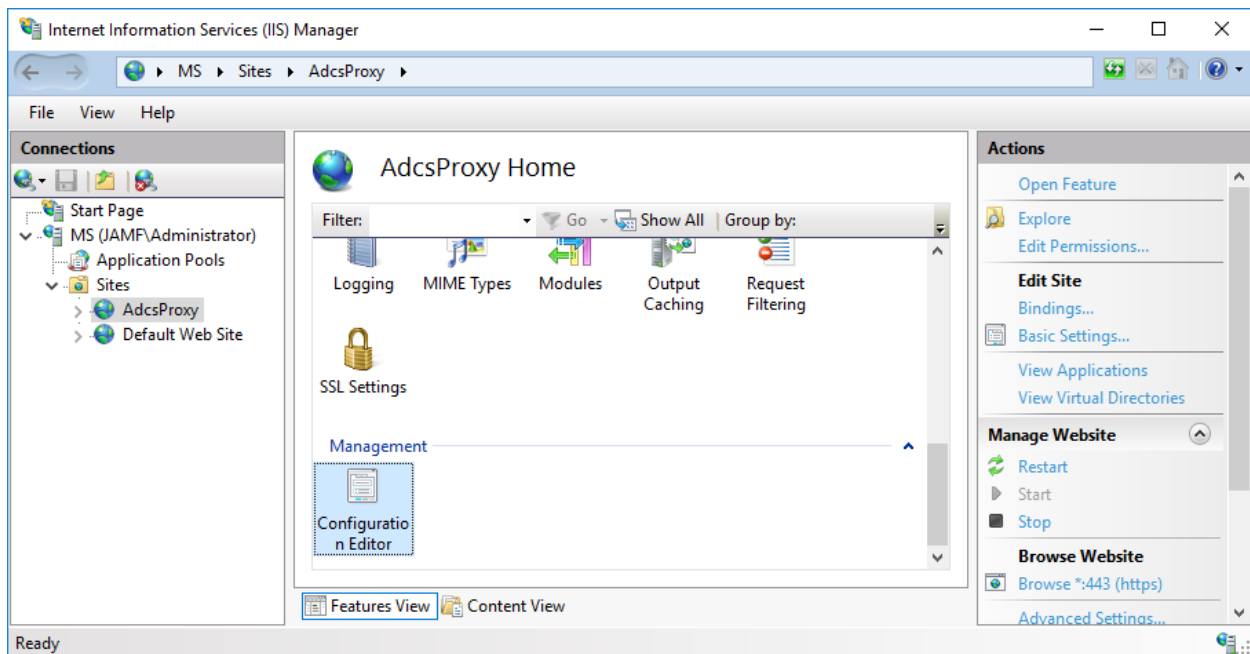 Internet Information Services (IIS) Manager
MS Sites AdcsProxy
File View Help
Connections
Start Page
MS (JAMF\Administrator)
Application Pools
Sites
AdcsProxy
Default Web Site
AdcsProxy Home
Filter: Go Show All Group by:
Logging MIME Types Modules Output Request
Caching Filtering
SSL Settings
Management
Configuratio
n Editor
Features View Content View
Actions
Open Feature
Explore
Edit Permissions...
Edit Site
Bindings...
Basic Settings...
View Applications
View Virtual Directories
Manage Website
Restart
Start
Stop
Browse Website
Browse *:443 (https)
Advanced Settings...
Ready